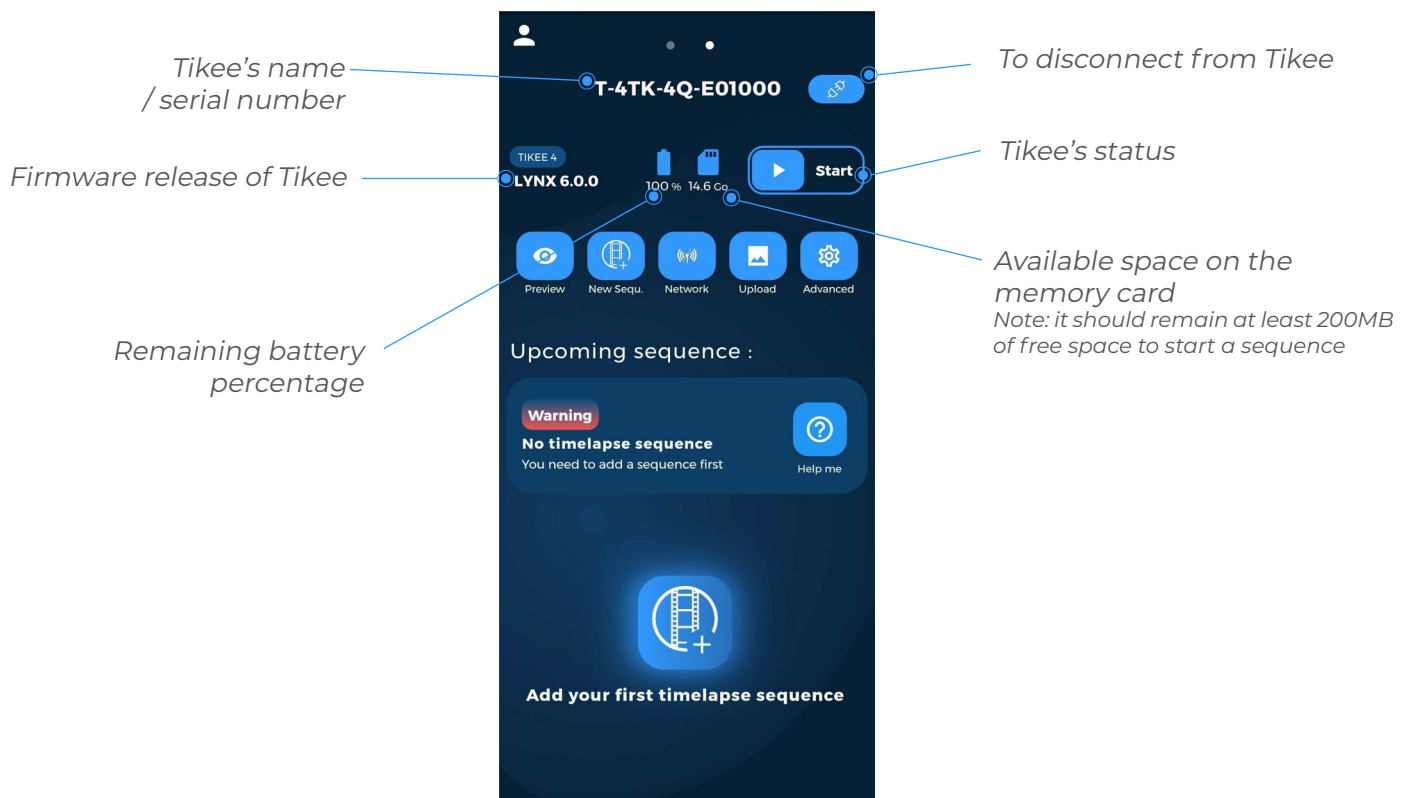 Tikee's name
/ serial number
Firmware release of Tikee
Remaining battery
percentage
T-4TK-4Q-E01000
TIKEE 4
LYNX 6.0.0
100 %
14.6 Go
Start
Preview
New Sequ.
Network
Upload
Advanced
Upcoming sequence :
Warning
No timelapse sequence
You need to add a sequence first
Help me
Add your first timelapse sequence
To disconnect from Tikee
Tikee's status
Available space on the
memory card
Note: it should remain at least 200MB
of free space to start a sequence